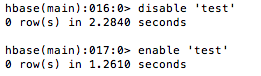 hbase(main):016:0> disable 'test'
0 row(s) in 2.2840 seconds
hbase(main):017:0> enable 'test'
0 row(s) in 1.2610 seconds